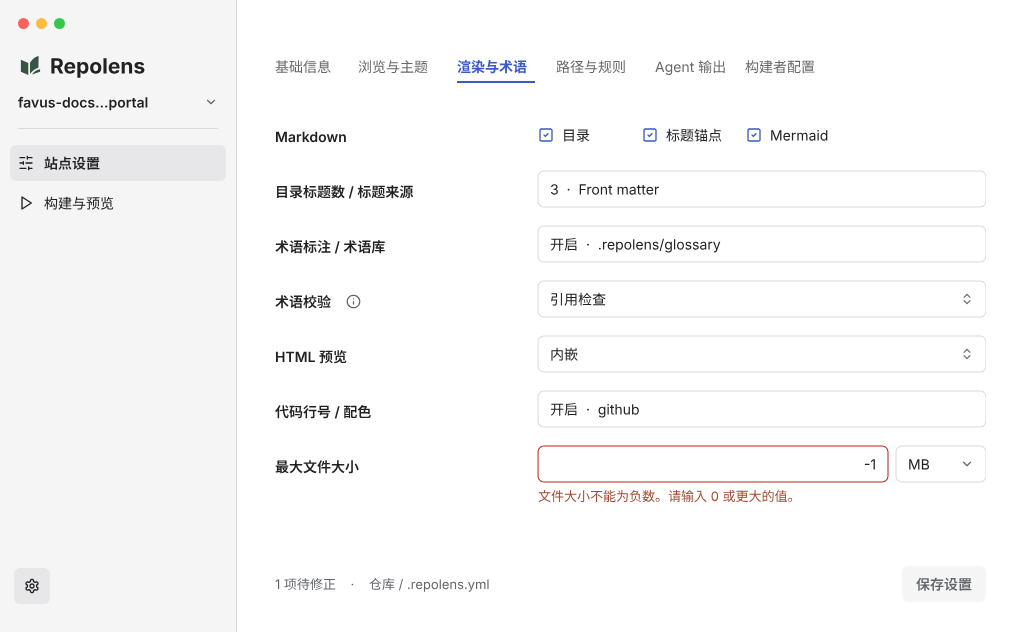 Repolens
favus-docs...portal
站点设置
构建与预览
基础信息 浏览与主题 渲染与术语 路径与规则 Agent 输出 构建者配置
Markdown 目录 标题锚点 Mermaid
目录标题数 / 标题来源 3 · Front matter
术语标注 / 术语库 开启 · .repolens/glossary
术语校验 引用检查
HTML 预览 内嵌
代码行号 / 配色 开启 · github
最大文件大小 -1 MB
文件大小不能为负数。请输入 0 或更大的值。
1 项待修正 · 仓库 / .repolens.yml 保存设置